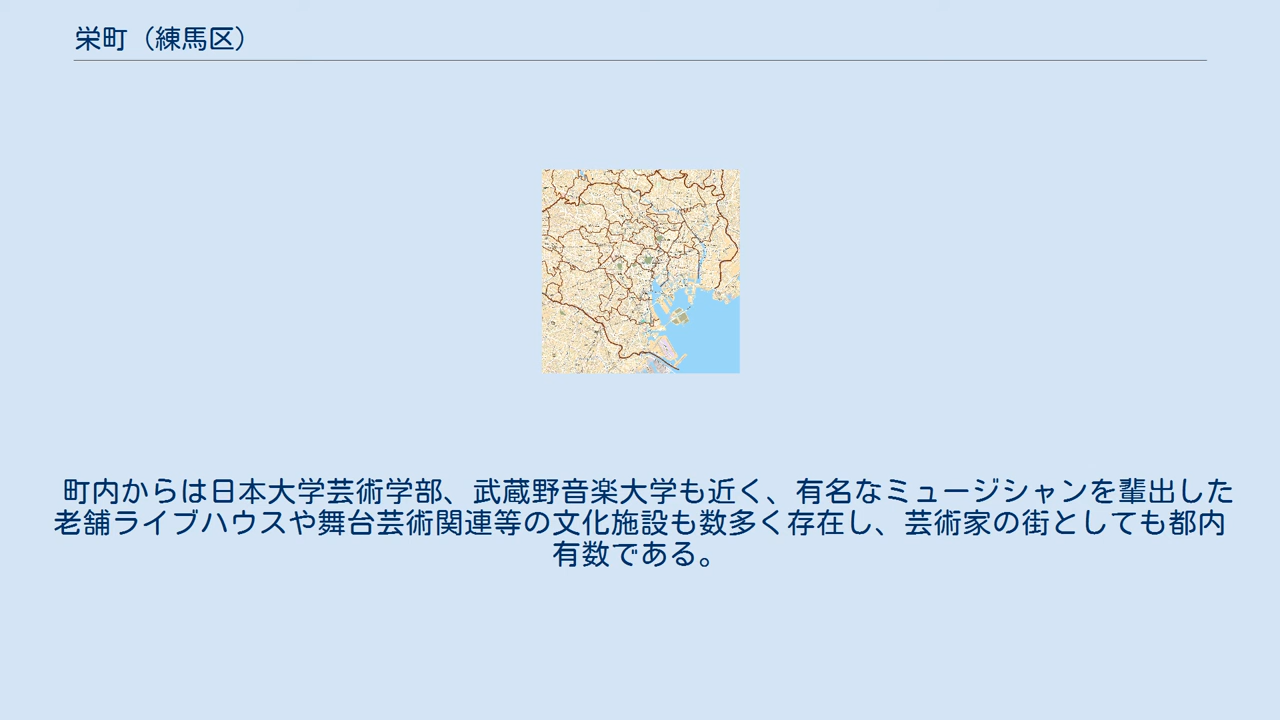 栄町（練馬区）
町内からは日本大学芸術学部、武蔵野音楽大学も近く、有名なミュージシャンを輩出した
老舗ライブハウスや舞台芸術関連等の文化施設も数多く存在し、芸術家の街としても都内
有数である。